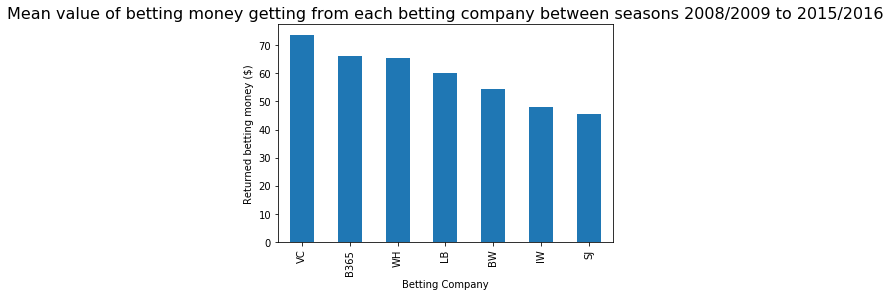 Mean value of betting money getting from each betting company between seasons 2008/2009 to 2015/2016
70
60
50
40
30
20
10
0
Returned betting money ($)
VC
B365
WH
LB
BW
IW
SJ
Betting Company